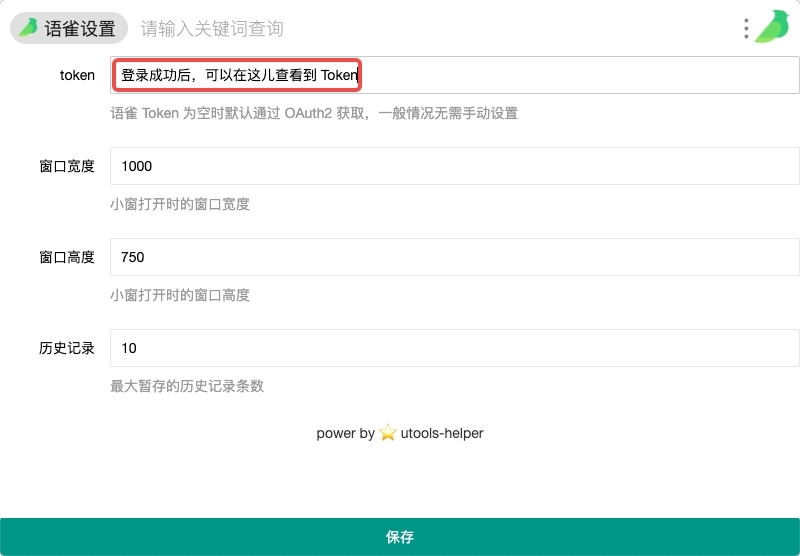 语雀设置 请输入关键词查询
token 登录成功后，可以在这儿查看到 Token
语雀 Token 为空时默认通过 OAuth2 获取，一般情况无需手动设置
窗口宽度 1000
小窗打开时的窗口宽度
窗口高度 750
小窗打开时的窗口高度
历史记录 10
最大暂存的历史记录条数
power by ⭐ utools-helper
保存